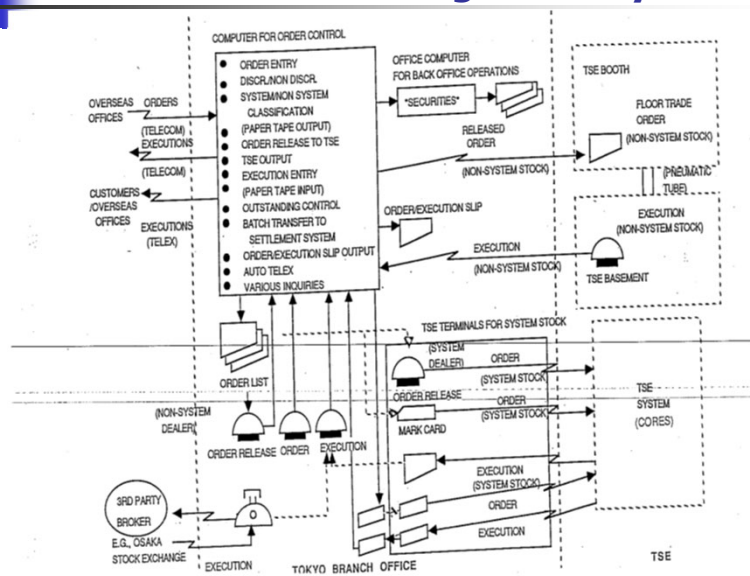 COMPUTER FOR ORDER CONTROL
ORDER ENTRY
DISCR./NON DISCR.
SYSTEM/NON SYSTEM
CLASSIFICATION
(PAPER TAPE OUTPUT)
ORDER RELEASE TO TSE
TSE OUTPUT
EXECUTION ENTRY
(PAPER TAPE INPUT)
OUTSTANDING CONTROL
BATCH TRANSFER TO
SETTLEMENT SYSTEM
ORDER/EXECUTION SLIP OUTPUT
AUTO TELEX
VARIOUS INQUIRIES
OVERSEAS ORDERS
OFFICES
(TELECOM)
EXECUTIONS
(TELECOM)
CUSTOMERS
/OVERSEAS
OFFICES
EXECUTIONS
(TELEX)
OFFICE COMPUTER
FOR BACK OFFICE OPERATIONS
"SECURITIES"
RELEASED
ORDER
(NON-SYSTEM STOCK)
ORDER/EXECUTION SLIP
EXECUTION
(NON-SYSTEM STOCK)
TSE BOOTH
FLOOR TRADE
ORDER
(NON-SYSTEM STOCK)
(PNEUMATIC
TUBE)
EXECUTION
(NON-SYSTEM STOCK)
TSE BASEMENT
ORDER LIST
(NON-SYSTEM
DEALER)
ORDER RELEASE ORDER EXECUTION
3RD PARTY
BROKER
E.G., OSAKA
STOCK EXCHANGE
EXECUTION
TOKYO BRANCH OFFICE
TSE TERMINALS FOR SYSTEM STOCK
(SYSTEM
DEALER)
ORDER
(SYSTEM STOCK
ORDER RELEASE
ORDER
(SYSTEM STOCK)
MARK CARD
EXECUTION
(SYSTEM STOCK)
ORDER
EXECUTION
TSE
SYSTEM
(CORES)
TSE